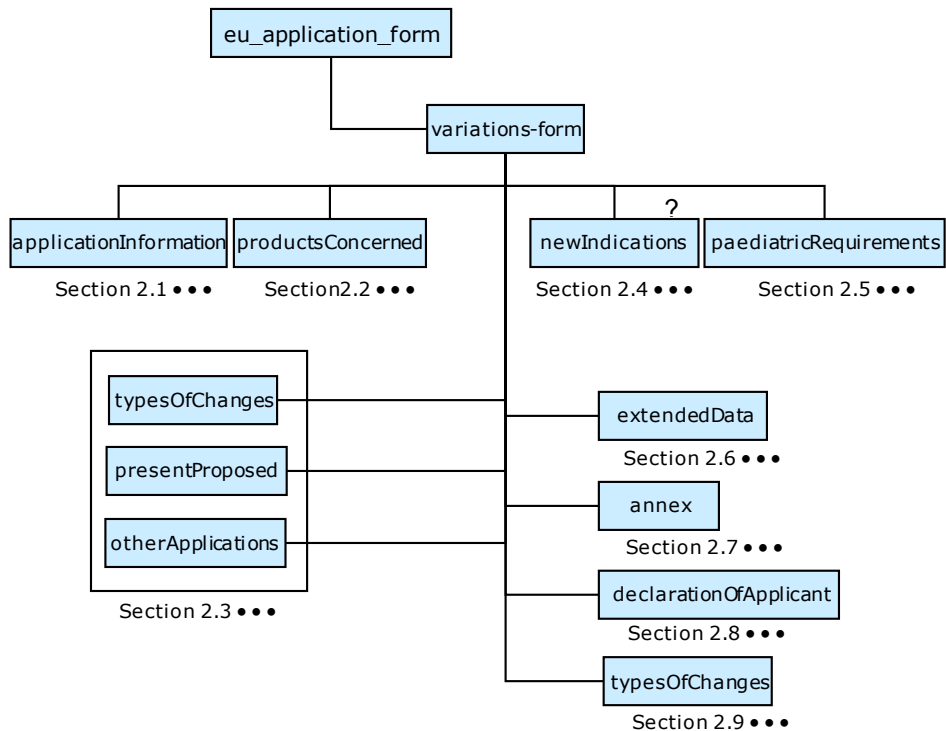 eu_application_form
variations-form
?
applicationInformation
productsConcerned
newIndications
paediatricRequirements
Section 2.1 •••
Section2.2 •••
Section 2.4 •••
Section 2.5 •••
typesOfChanges
presentProposed
otherApplications
Section 2.3 •••
extendedData
Section 2.6 •••
annex
Section 2.7 •••
declarationOfApplicant
Section 2.8 •••
typesOfChanges
Section 2.9 •••